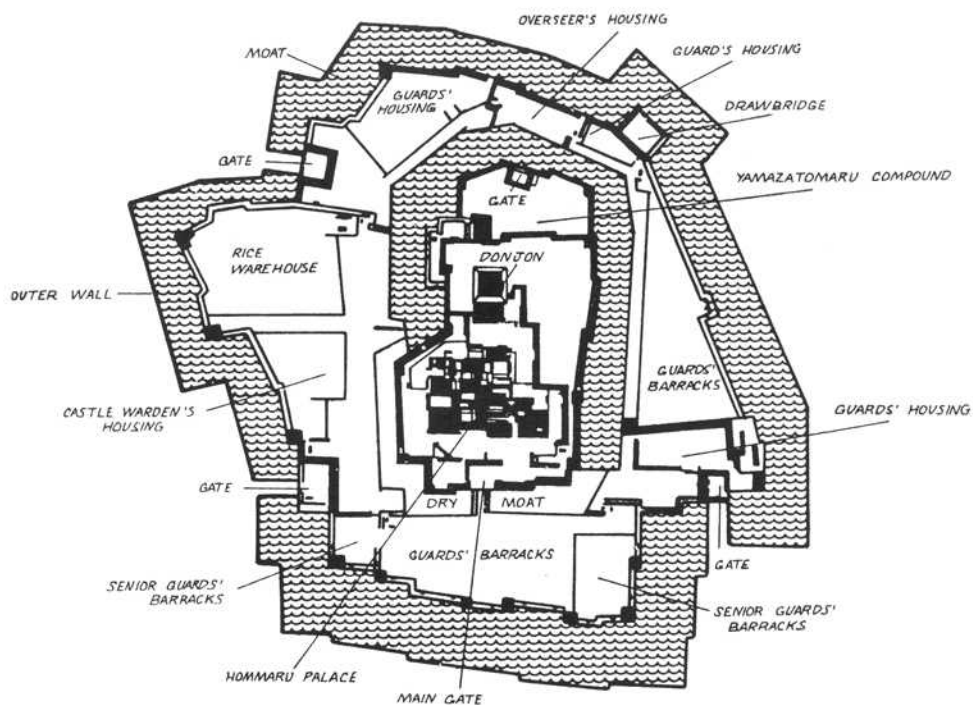 OVERSEER'S HOUSING
MOAT
GUARD'S HOUSING
GUARDS'
HOUSING
DRAWBRIDGE
GATE
YAMAZATOMARU COMPOUND
GATE
RICE
WAREHOUSE
DONJON
OUTER WALL
GUARDS'
BARRACKS
CASTLE WARDEN'S
HOUSING
GUARDS' HOUSING
GATE
DRY MOAT
GUARDS' BARRACKS
GATE
SENIOR GUARDS'
BARRACKS
SENIOR GUARDS'
BARRACKS
HOMMARU PALACE
MAIN GATE